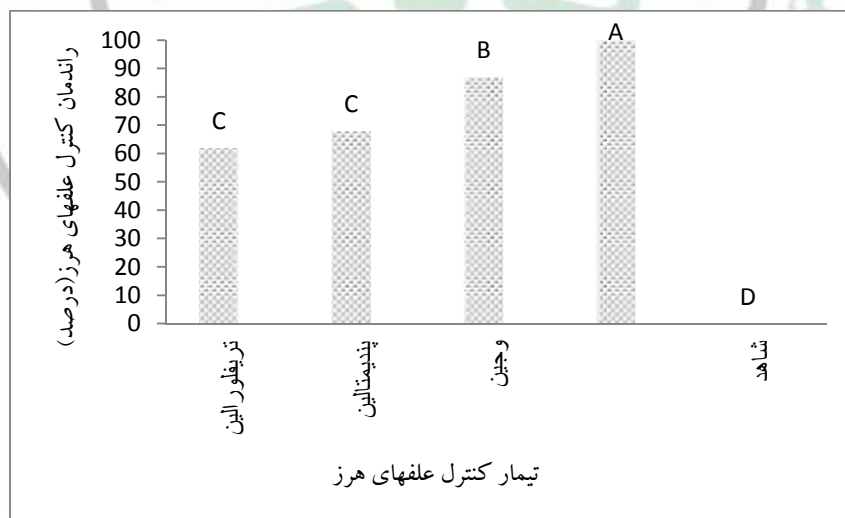 راندمان کنترل علفهای هرز(درصد)
100
90
80
70
60
50
40
30
20
10
0
C
C
B
A
D
تریفلورالین
پندیمتالین
وجین
شاهد
تیمار کنترل علفهای هرز